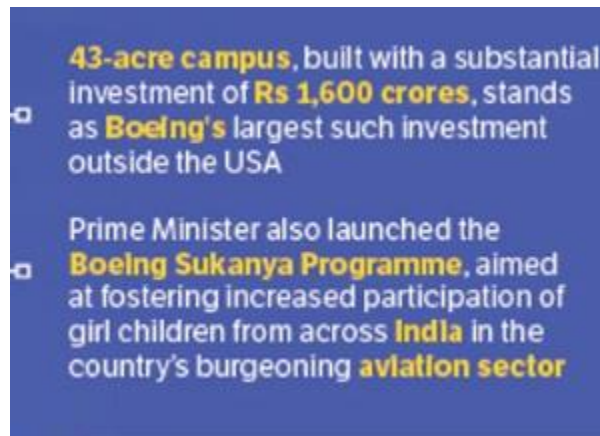 43-acre campus, built with a substantial
investment of Rs 1,600 crores, stands
as Boeing's largest such investment
outside the USA
Prime Minister also launched the
Boeing Sukanya Programme, aimed
at fostering increased participation of
girl children from across India in the
country's burgeoning aviation sector